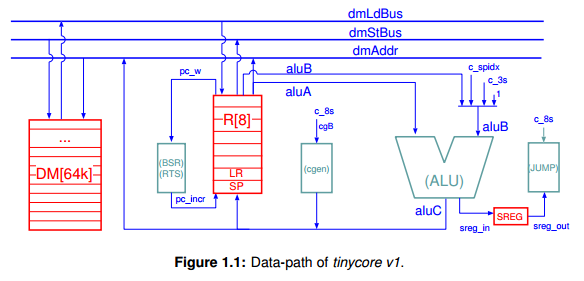 dmLdBus
dmStBus
dmAddr
c_spidx
c_3s
1
pc_w
aluB
aluA
R[8]
c_8s
cgB
c_8s
aluB
...
DM[64k]
(BSR)
(RTS)
LR
SP
(cgen)
(ALU)
(JUMP)
pc_incr
aluC
SREG
sreg_in
sreg_out
Figure 1.1: Data-path of tinycore v1.